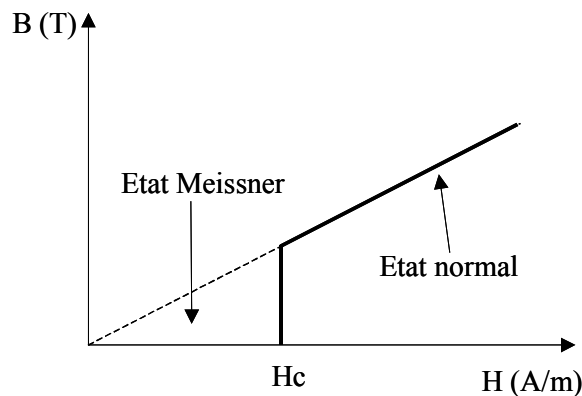 B (T)
Etat Meissner
Etat normal
Hc
H (A/m)